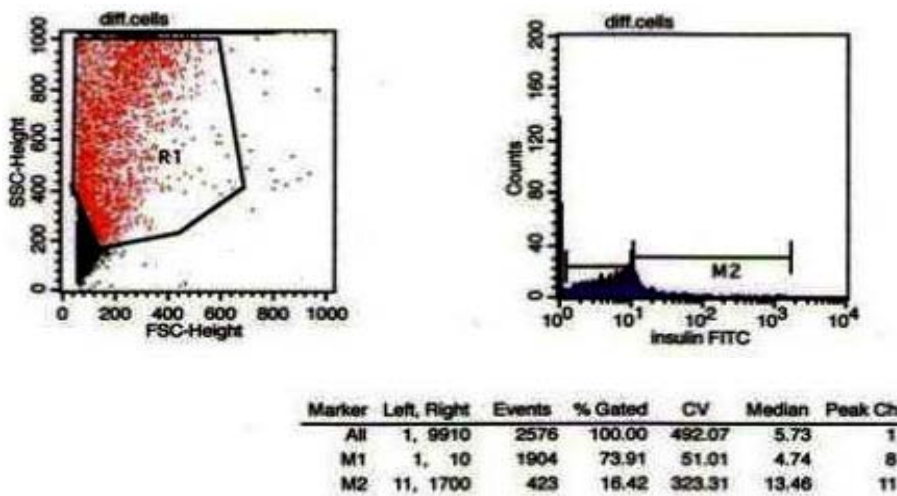 diff.cells
1000
800
600
400
200
0
SSC-Height
R1
0 200 400 600 800 1000
FSC-Height
diff.cells
200
160
120
80
40
0
Counts
M2
10^0 10^1 10^2 10^3 10^4
insulin FITC
Marker Left, Right Events % Gated CV Median Peak Ch
All 1, 9910 2576 100.00 492.07 5.73 1
M1 1, 10 1904 73.91 51.01 4.74 8
M2 11, 1700 423 16.42 323.31 13.46 11